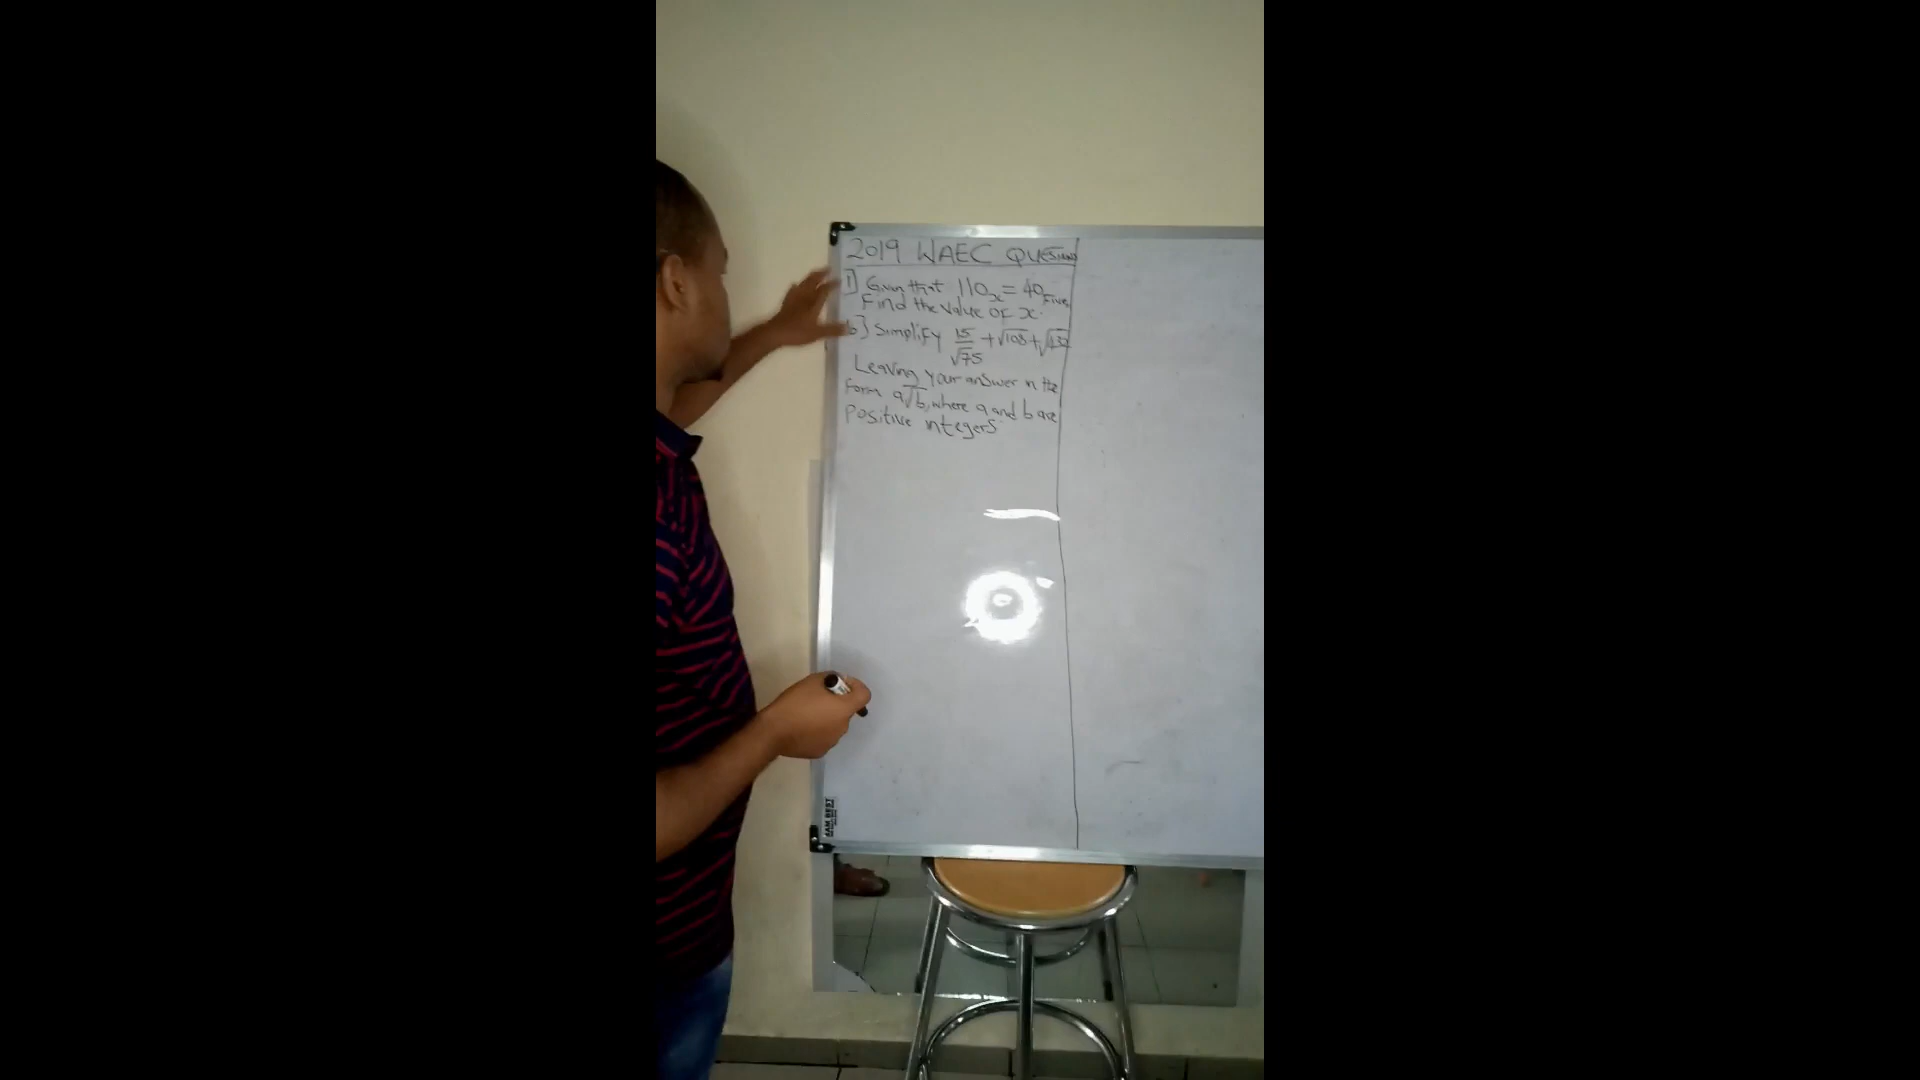 2019 WAEC QUESTIONS
1] Given that 110ₓ = 40Five,
Find the value of x.
b] Simplify 15/√75 + √108 + √432
Leaving your answer in the
form a√b, where a and b are
Positive integers.